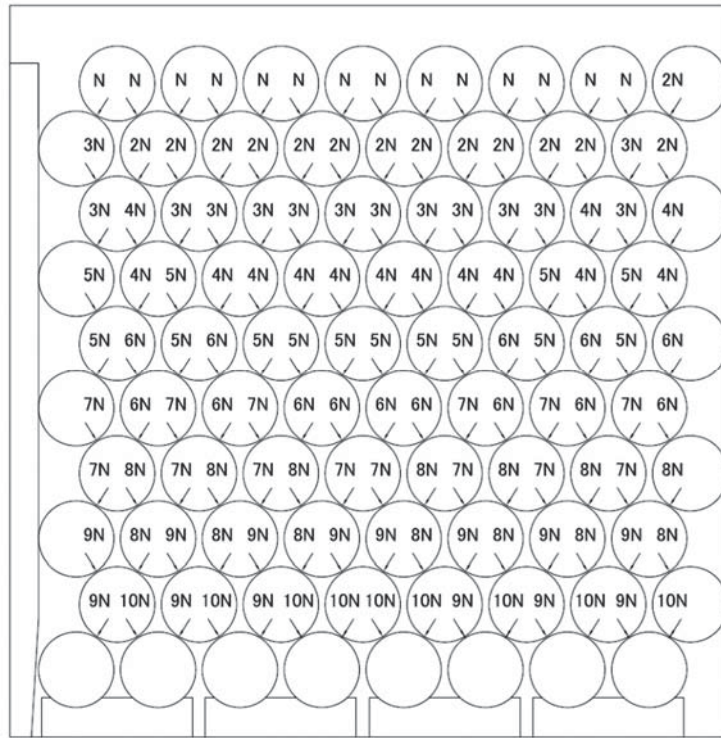 N N N N N N N N N N N N N N 2N
3N 2N 2N 2N 2N 2N 2N 2N 2N 2N 2N 2N 2N 3N 2N
3N 4N 3N 3N 3N 3N 3N 3N 3N 3N 3N 3N 4N 3N 4N
5N 4N 5N 4N 4N 4N 4N 4N 4N 4N 4N 5N 4N 5N 4N
5N 6N 5N 6N 5N 5N 5N 5N 5N 5N 6N 5N 6N 5N 6N
7N 6N 7N 6N 7N 6N 6N 6N 6N 7N 6N 7N 6N 7N 6N
7N 8N 7N 8N 7N 8N 7N 7N 8N 7N 8N 7N 8N 7N 8N
9N 8N 9N 8N 9N 8N 9N 9N 8N 9N 8N 9N 8N 9N 8N
9N 10N 9N 10N 9N 10N 10N 10N 10N 9N 10N 9N 10N 9N 10N